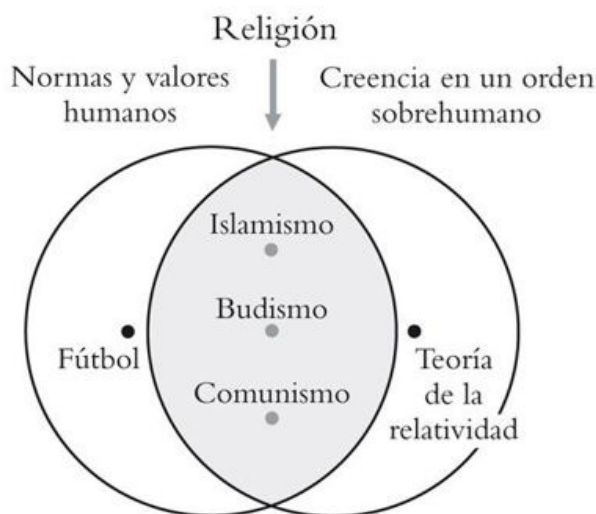 Religión
Normas y valores
humanos
Creencia en un orden
sobrehumano
Islamismo
Budismo
Comunismo
Fútbol
Teoría
de la
relatividad